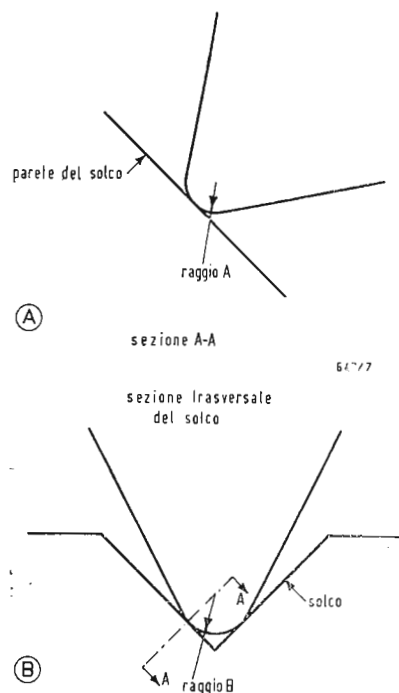 parete del solco
raggio A
A
sezione A-A
sezione trasversale
del solco
A
solco
A
raggio B
B